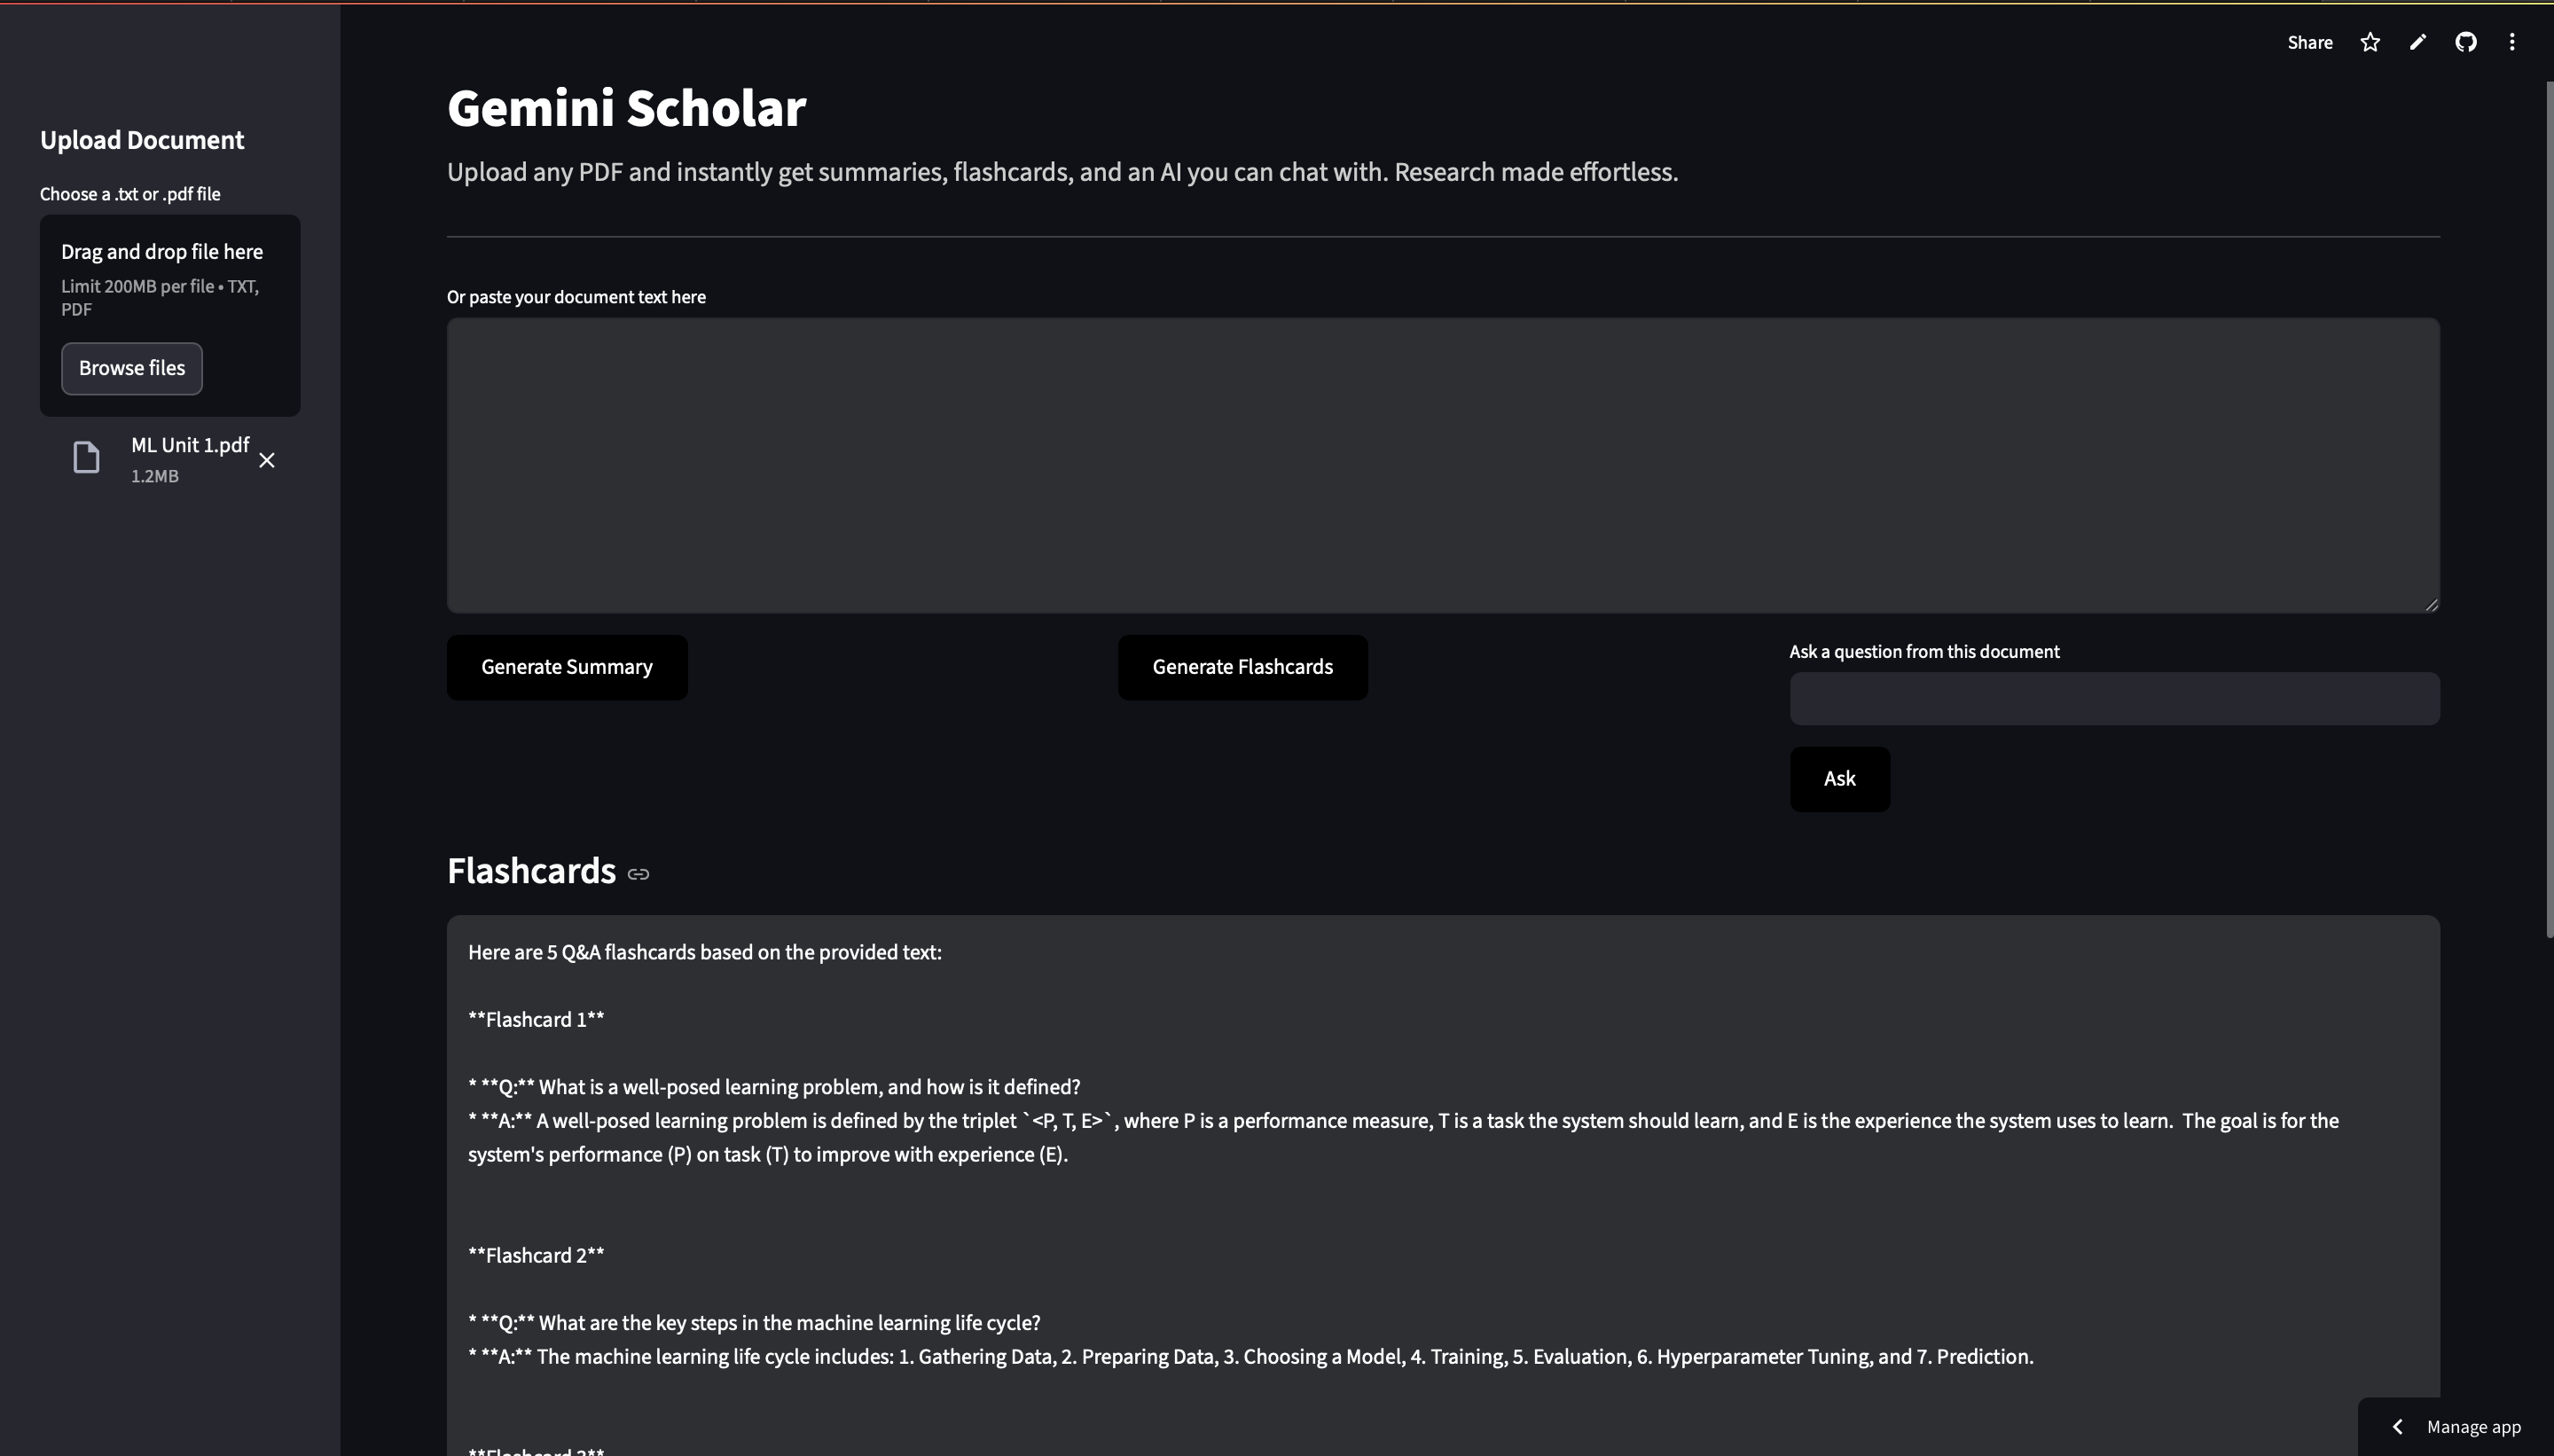 Share
Upload Document
Choose a .txt or .pdf file
Drag and drop file here
Limit 200MB per file • TXT,
PDF
Browse files
ML Unit 1.pdf
1.2MB
Gemini Scholar
Upload any PDF and instantly get summaries, flashcards, and an AI you can chat with. Research made effortless.
Or paste your document text here
Generate Summary
Generate Flashcards
Ask a question from this document
Ask
Flashcards
Here are 5 Q&A flashcards based on the provided text:
**Flashcard 1**
* **Q:** What is a well-posed learning problem, and how is it defined?
* **A:** A well-posed learning problem is defined by the triplet `<P, T, E>`, where P is a performance measure, T is a task the system should learn, and E is the experience the system uses to learn.  The goal is for the
system's performance (P) on task (T) to improve with experience (E).
**Flashcard 2**
* **Q:** What are the key steps in the machine learning life cycle?
* **A:** The machine learning life cycle includes: 1. Gathering Data, 2. Preparing Data, 3. Choosing a Model, 4. Training, 5. Evaluation, 6. Hyperparameter Tuning, and 7. Prediction.
**Flashcard 3**
Manage app